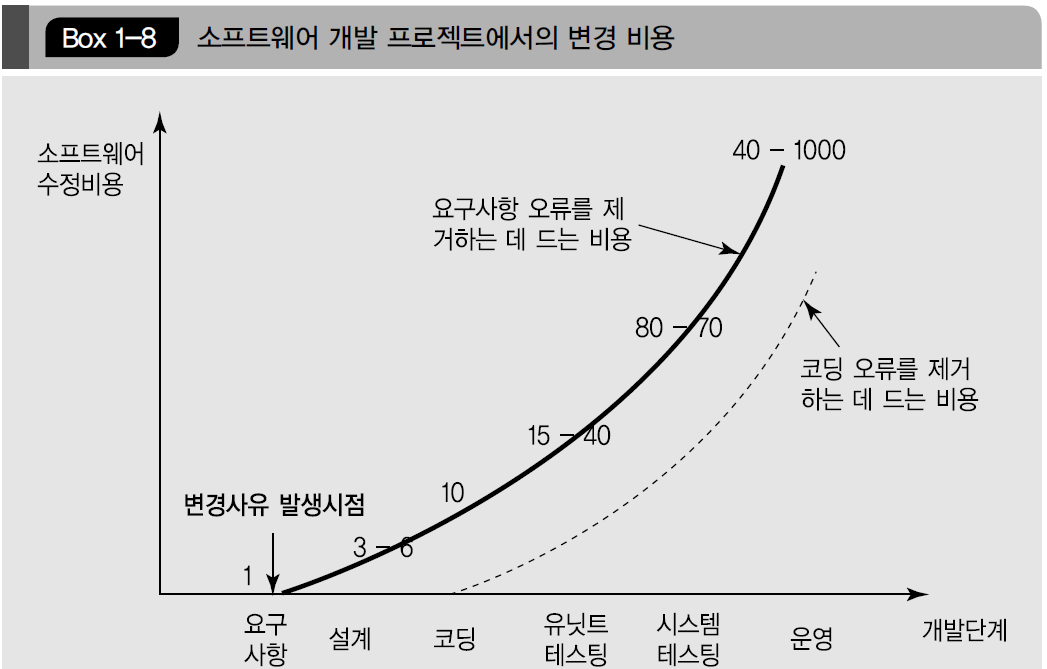 Box 1–8 소프트웨어 개발 프로젝트에서의 변경 비용
소프트웨어
수정비용
40 – 1000
요구사항 오류를 제
거하는 데 드는 비용
80 – 70
코딩 오류를 제거
하는 데 드는 비용
15 – 40
10
변경사유 발생시점
3 – 6
1
요구
사항
설계
코딩
유닛트
테스팅
시스템
테스팅
운영
개발단계